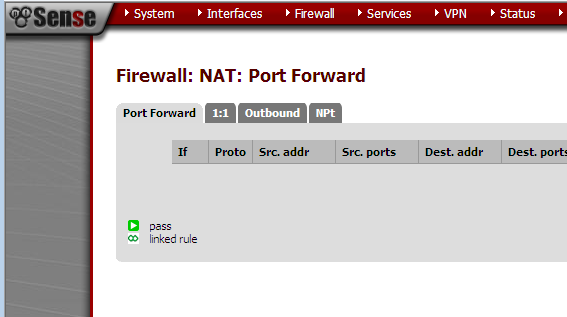 Sense
System Interfaces Firewall Services VPN Status
Firewall: NAT: Port Forward
Port Forward 1:1 Outbound NPt
If Proto Src. addr Src. ports Dest. addr Dest. ports
pass
linked rule